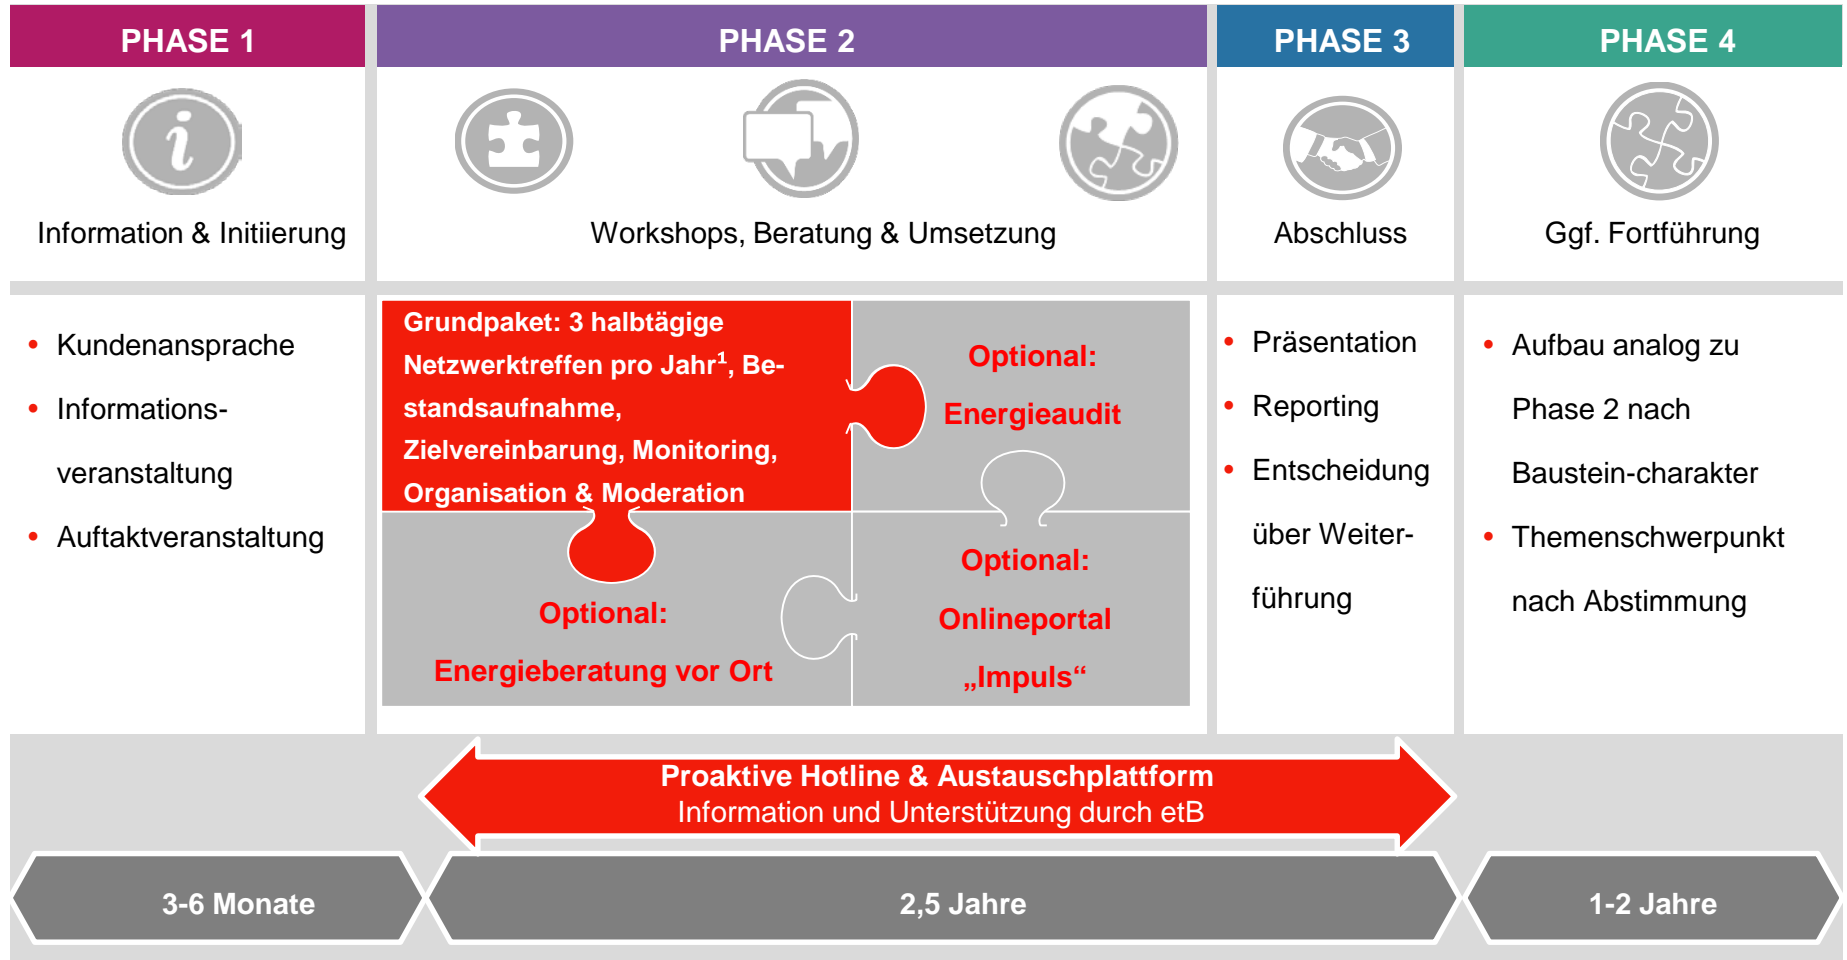 PHASE 1
PHASE 2
PHASE 3
PHASE 4
Information & Initiierung
Workshops, Beratung & Umsetzung
Abschluss
Ggf. Fortführung
• Kundenansprache
• Informations-
veranstaltung
• Auftaktveranstaltung
Grundpaket: 3 halbtägige
Netzwerktreffen pro Jahr¹, Be-
standsaufnahme,
Zielvereinbarung, Monitoring,
Organisation & Moderation
Optional:
Energieaudit
Optional:
Energieberatung vor Ort
Optional:
Onlineportal
„Impuls“
• Präsentation
• Reporting
• Entscheidung
über Weiter-
führung
• Aufbau analog zu
Phase 2 nach
Baustein-charakter
• Themenschwerpunkt
nach Abstimmung
Proaktive Hotline & Austauschplattform
Information und Unterstützung durch etB
3-6 Monate
2,5 Jahre
1-2 Jahre